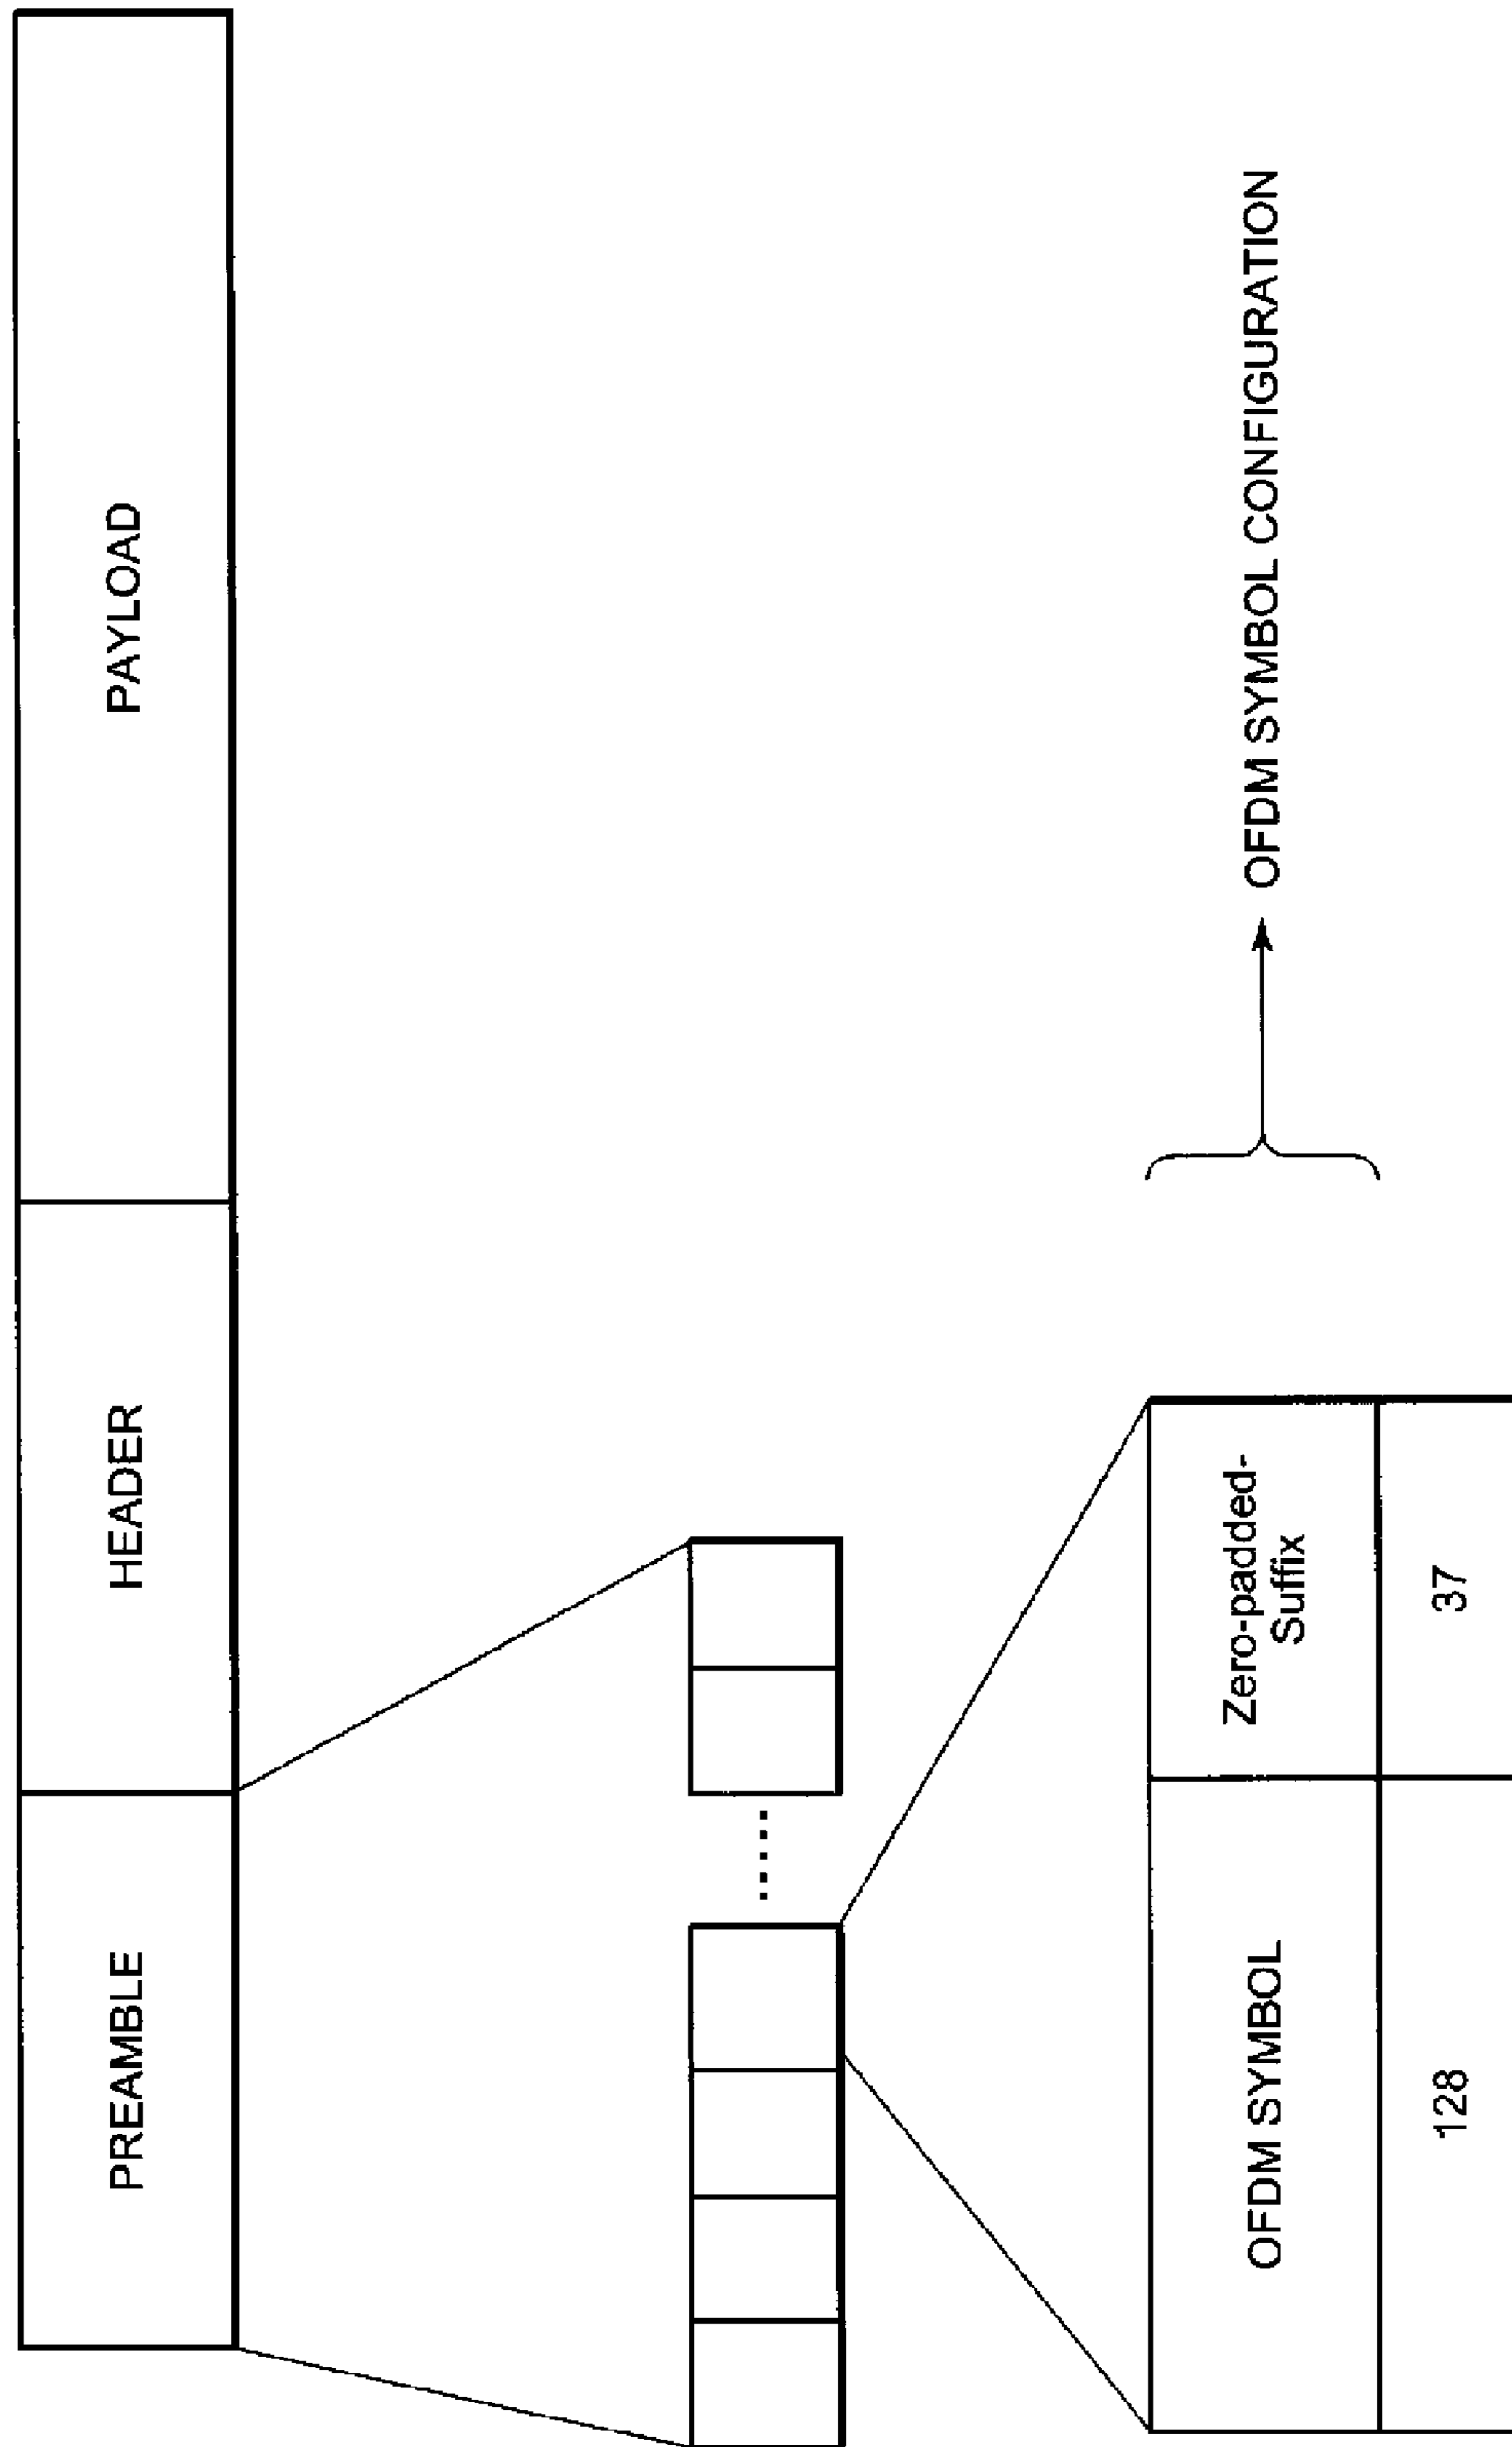 PREAMBLE
HEADER
PAYLOAD
OFDM SYMBOL
Zero-padded-
Suffix
OFDM SYMBOL CONFIGURATION
128
37